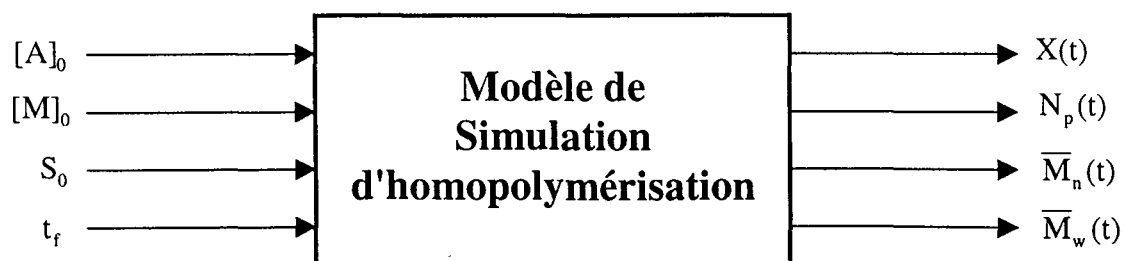 [A]₀
[M]₀
S₀
t_f
Modèle de
Simulation
d'homopolymérisation
X(t)
N_p(t)
M̅_n(t)
M̅_w(t)